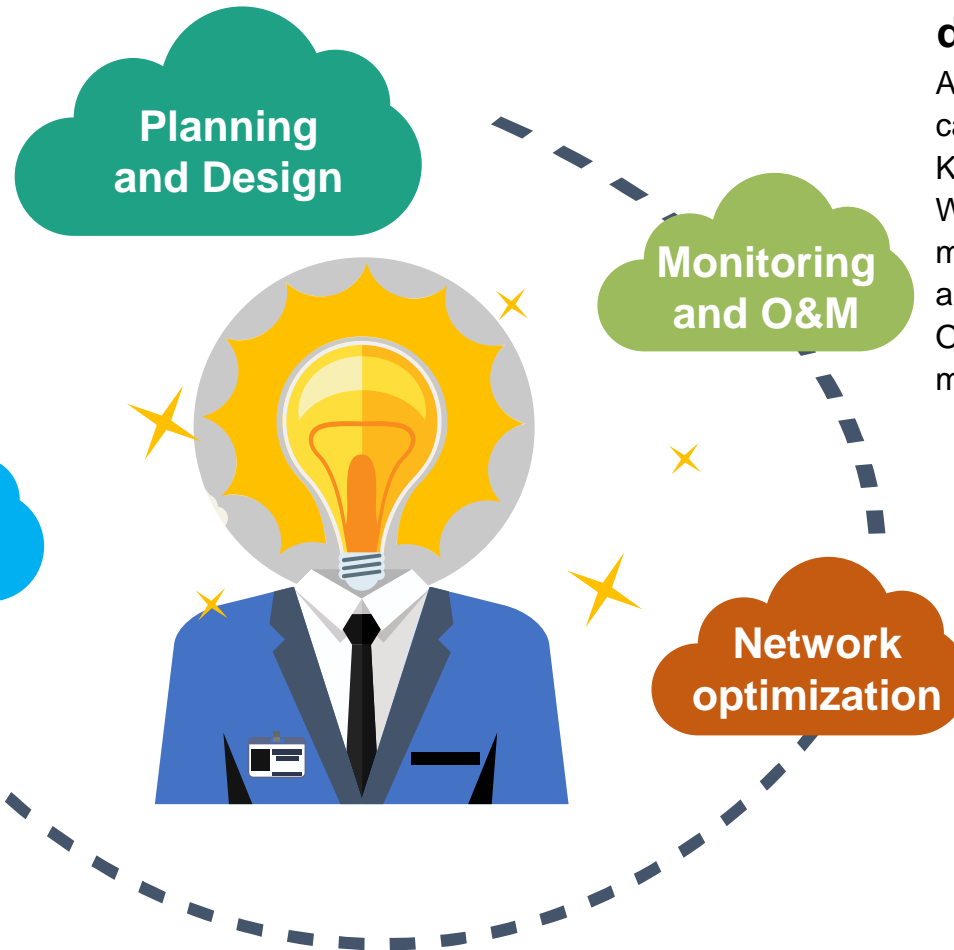 Planning
and Design
Monitoring
and O&M
Network
optimization